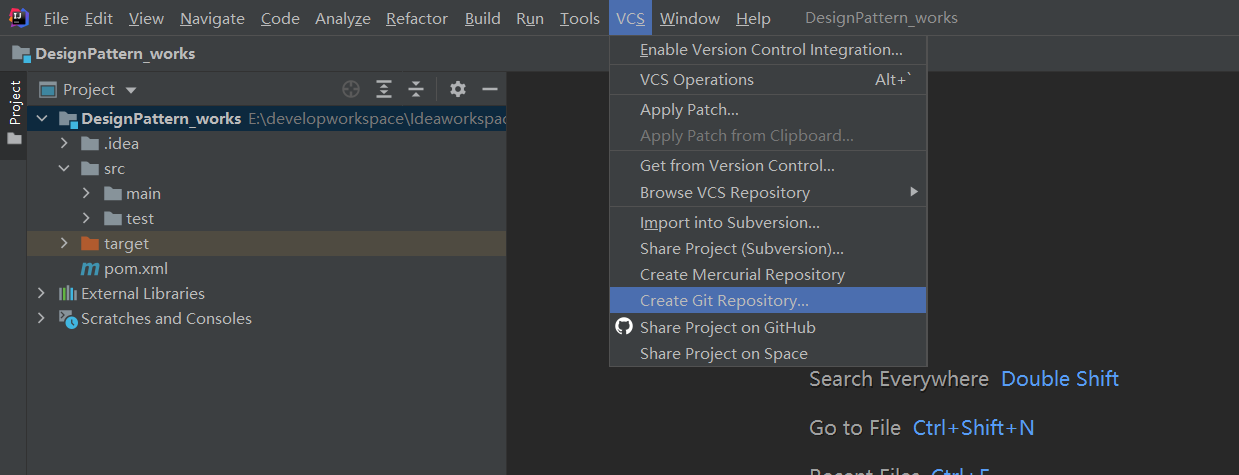 File Edit View Navigate Code Analyze Refactor Build Run Tools VCS Window Help DesignPattern_works
DesignPattern_works
Project
Project
DesignPattern_works E:\developworkspace\Ideaworkspac
.idea
src
main
test
target
pom.xml
External Libraries
Scratches and Consoles
Enable Version Control Integration...
VCS Operations Alt+`
Apply Patch...
Apply Patch from Clipboard...
Get from Version Control...
Browse VCS Repository
Import into Subversion...
Share Project (Subversion)...
Create Mercurial Repository
Create Git Repository...
Share Project on GitHub
Share Project on Space
Search Everywhere Double Shift
Go to File Ctrl+Shift+N
Recent Files Ctrl+E